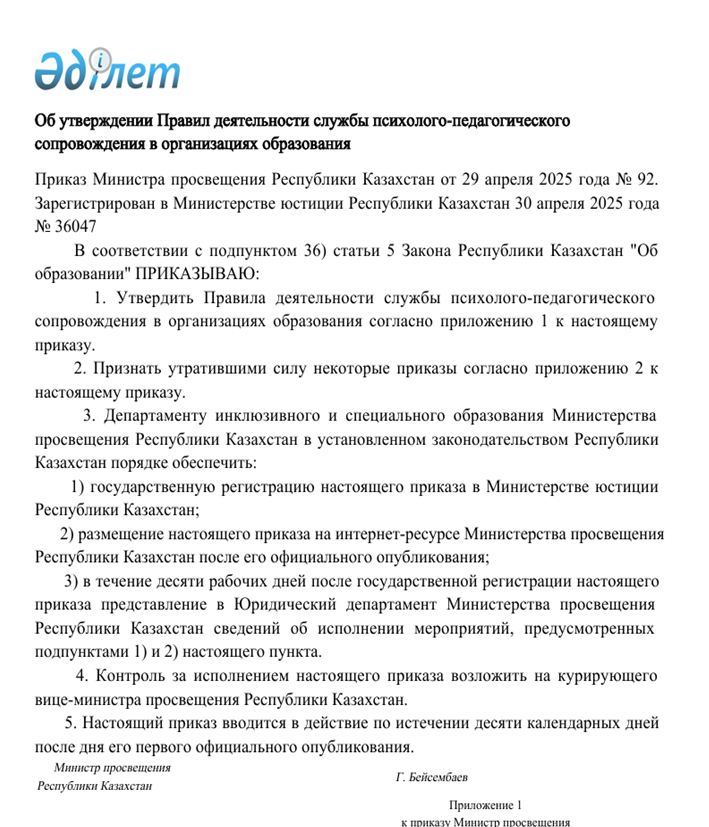 Әділет
Об утверждении Правил деятельности службы психолого-педагогического
сопровождения в организациях образования
Приказ Министра просвещения Республики Казахстан от 29 апреля 2025 года № 92.
Зарегистрирован в Министерстве юстиции Республики Казахстан 30 апреля 2025 года
№ 36047
В соответствии с подпунктом 36) статьи 5 Закона Республики Казахстан "Об
образовании" ПРИКАЗЫВАЮ:
1. Утвердить Правила деятельности службы психолого-педагогического
сопровождения в организациях образования согласно приложению 1 к настоящему
приказу.
2. Признать утратившими силу некоторые приказы согласно приложению 2 к
настоящему приказу.
3. Департаменту инклюзивного и специального образования Министерства
просвещения Республики Казахстан в установленном законодательством Республики
Казахстан порядке обеспечить:
1) государственную регистрацию настоящего приказа в Министерстве юстиции
Республики Казахстан;
2) размещение настоящего приказа на интернет-ресурсе Министерства просвещения
Республики Казахстан после его официального опубликования;
3) в течение десяти рабочих дней после государственной регистрации настоящего
приказа представление в Юридический департамент Министерства просвещения
Республики Казахстан сведений об исполнении мероприятий, предусмотренных
подпунктами 1) и 2) настоящего пункта.
4. Контроль за исполнением настоящего приказа возложить на курирующего
вице-министра просвещения Республики Казахстан.
5. Настоящий приказ вводится в действие по истечении десяти календарных дней
после дня его первого официального опубликования.
Министр просвещения
Республики Казахстан
Г. Бейсембаев
Приложение 1
к приказу Министр просвещения